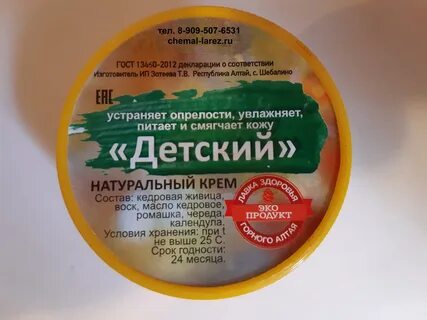 тел. 8-909-507-6531
chemal-larez.ru
ГОСТ 13460-2012 декларации о соответствии
Изготовитель ИП Зотеева Т.В. Республика Алтай, с. Шебалино
ЕАС
устраняет опрелости, увлажняет,
питает и смягчает кожу
«Детский»
НАТУРАЛЬНЫЙ КРЕМ
Состав: кедровая живица,
воск, масло кедровое,
ромашка, череда,
календула.
Условия хранения: при t
не выше 25 С.
Срок годности:
24 месяца.
ЛАВКА ЗДОРОВЬЯ
ЭКО
ПРОДУКТ
ГОРНОГО АЛТАЯ